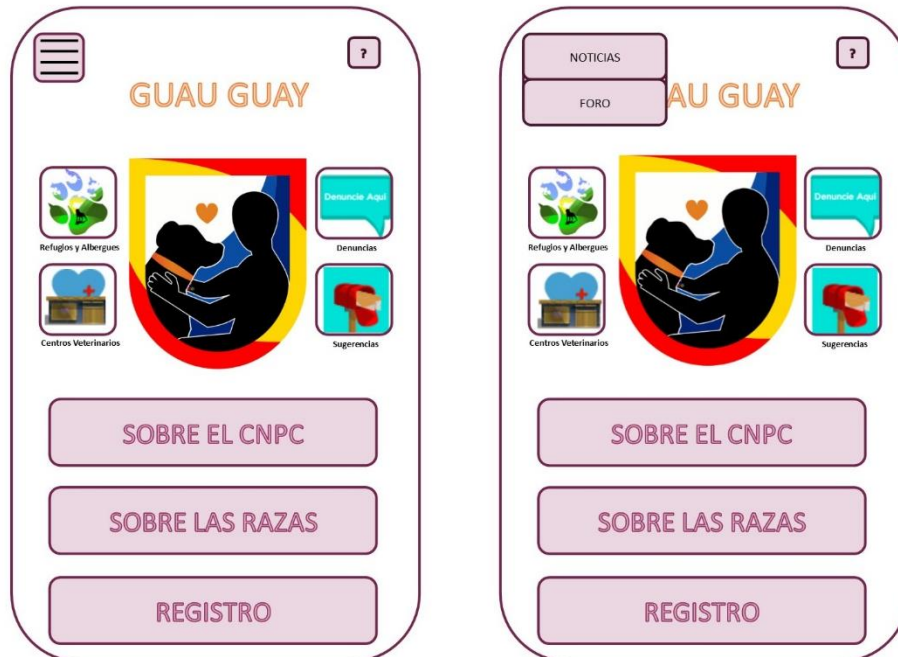 ?
GUAU GUAY
Refugios y Albergues
Denuncie Aquí
Denuncias
Centros Veterinarios
Sugerencias
SOBRE EL CNPC
SOBRE LAS RAZAS
REGISTRO
NOTICIAS
FORO
?
AU GUAY
Refugios y Albergues
Denuncie Aquí
Denuncias
Centros Veterinarios
Sugerencias
SOBRE EL CNPC
SOBRE LAS RAZAS
REGISTRO